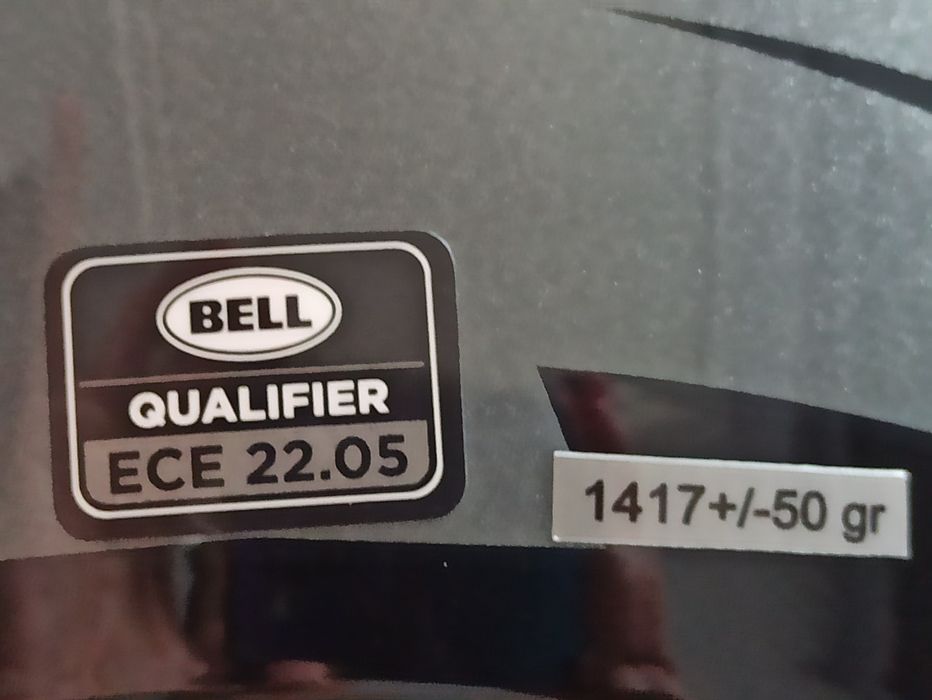 BELL
QUALIFIER
ECE 22.05
1417+/-50 gr